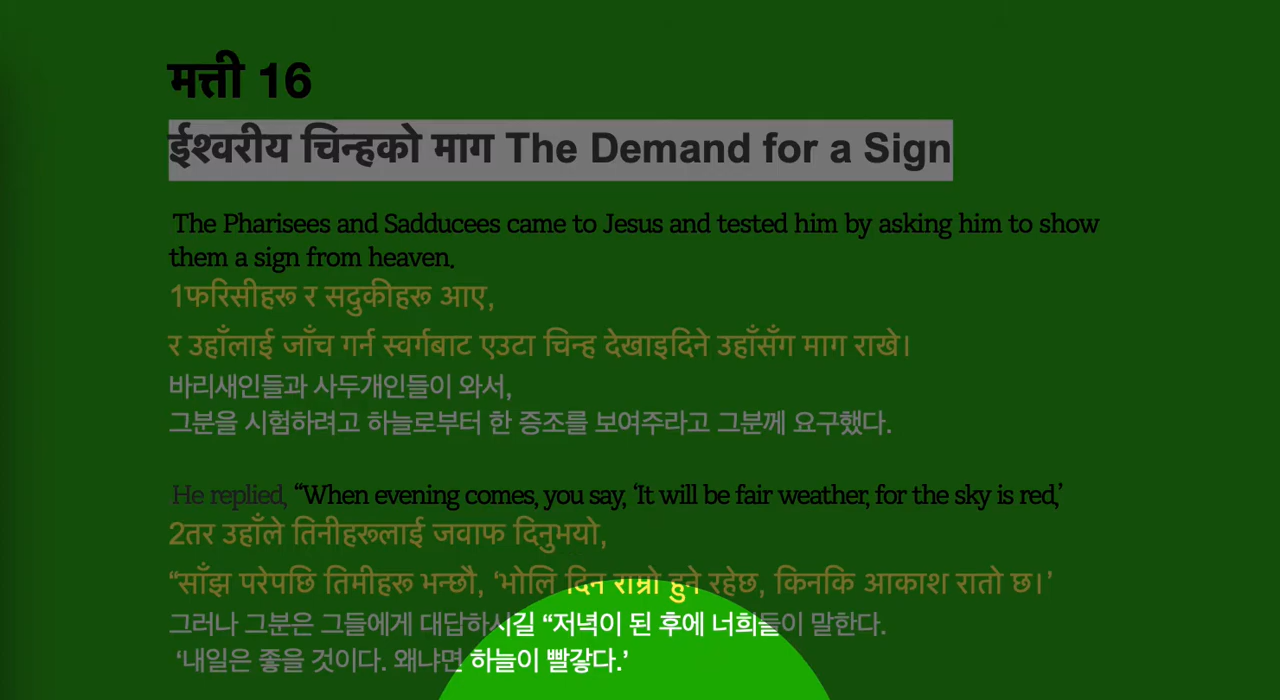 मत्ती 16
ईश्वरीय चिन्हको माग The Demand for a Sign
The Pharisees and Sadducees came to Jesus and tested him by asking him to show
them a sign from heaven.
1फरिसीहरू र सदुकीहरू आए,
र उहाँलाई जाँच गर्न स्वर्गबाट एउटा चिन्ह देखाइदिने उहाँसँग माग राखे।
바리새인들과 사두개인들이 와서,
그분을 시험하려고 하늘로부터 한 증조를 보여주라고 그분께 요구했다.
He replied, “When evening comes, you say, ‘It will be fair weather, for the sky is red,’
2तर उहाँले तिनीहरूलाई जवाफ दिनुभयो,
“साँझ परेपछि तिमीहरू भन्छौ, ‘भोलि दिन राम्रो हुने रहेछ, किनकि आकाश रातो छ।’
그러나 그분은 그들에게 대답하시길 “저녁이 된 후에 너희들이 말한다.
‘내일은 좋을 것이다. 왜냐면 하늘이 빨갛다.’